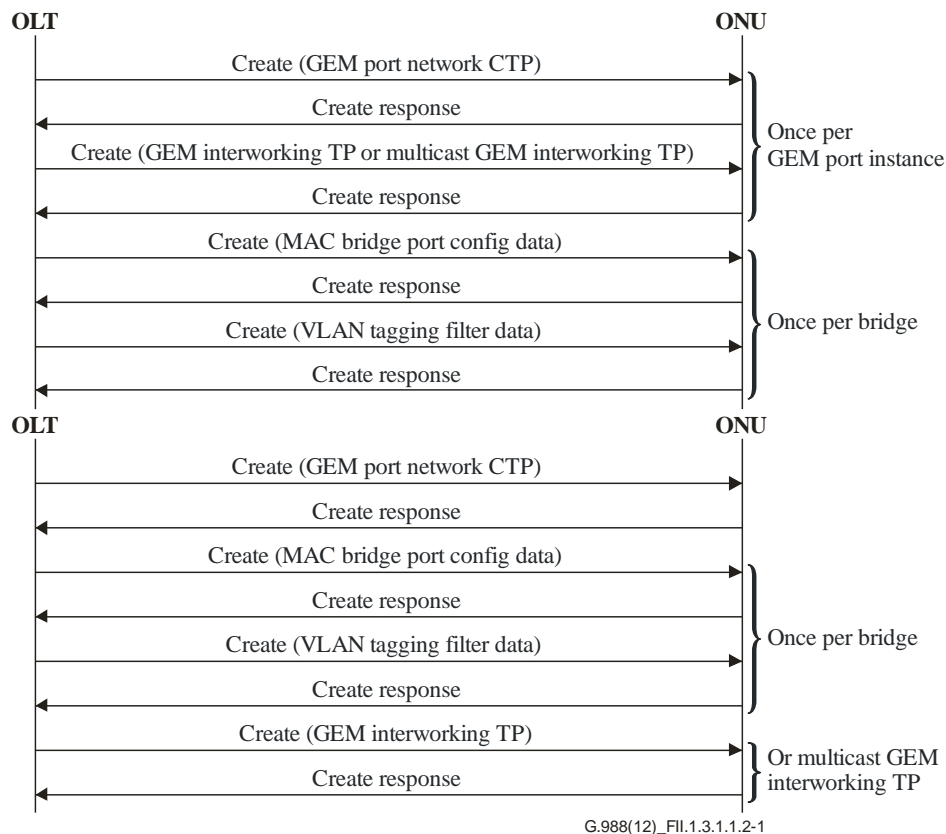 OLT ONU
Create (GEM port network CTP)
Create response
Create (GEM interworking TP or multicast GEM interworking TP)
Create response
Once per
GEM port instance
Create (MAC bridge port config data)
Create response
Create (VLAN tagging filter data)
Create response
Once per bridge
OLT ONU
Create (GEM port network CTP)
Create response
Create (MAC bridge port config data)
Create response
Create (VLAN tagging filter data)
Create response
Once per bridge
Create (GEM interworking TP)
Create response
Or multicast GEM
interworking TP
G.988(12)_FII.1.3.1.1.2-1